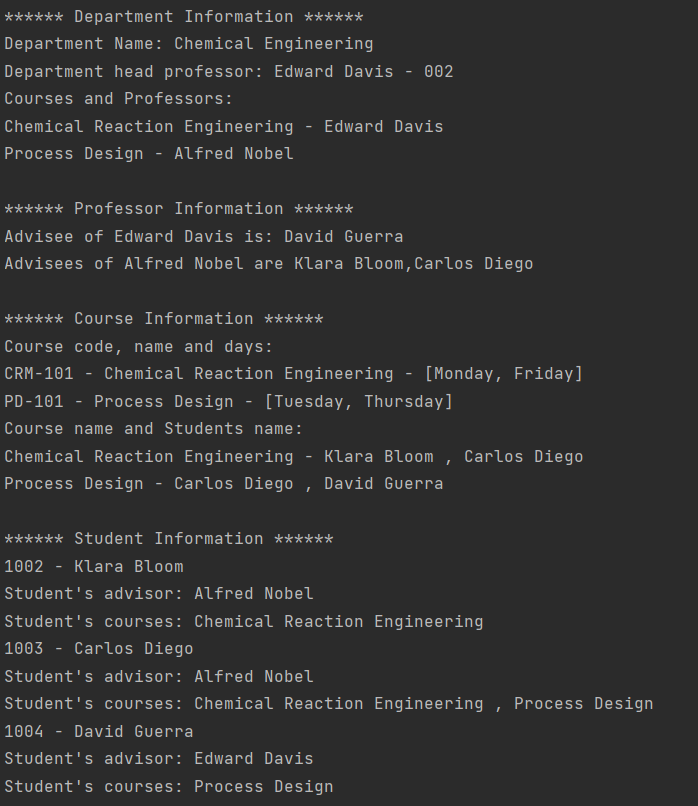 ****** Department Information ******
Department Name: Chemical Engineering
Department head professor: Edward Davis - 002
Courses and Professors:
Chemical Reaction Engineering - Edward Davis
Process Design - Alfred Nobel

****** Professor Information ******
Advisee of Edward Davis is: David Guerra
Advisees of Alfred Nobel are Klara Bloom,Carlos Diego

****** Course Information ******
Course code, name and days:
CRM-101 - Chemical Reaction Engineering - [Monday, Friday]
PD-101 - Process Design - [Tuesday, Thursday]
Course name and Students name:
Chemical Reaction Engineering - Klara Bloom , Carlos Diego
Process Design - Carlos Diego , David Guerra

****** Student Information ******
1002 - Klara Bloom
Student's advisor: Alfred Nobel
Student's courses: Chemical Reaction Engineering
1003 - Carlos Diego
Student's advisor: Alfred Nobel
Student's courses: Chemical Reaction Engineering , Process Design
1004 - David Guerra
Student's advisor: Edward Davis
Student's courses: Process Design